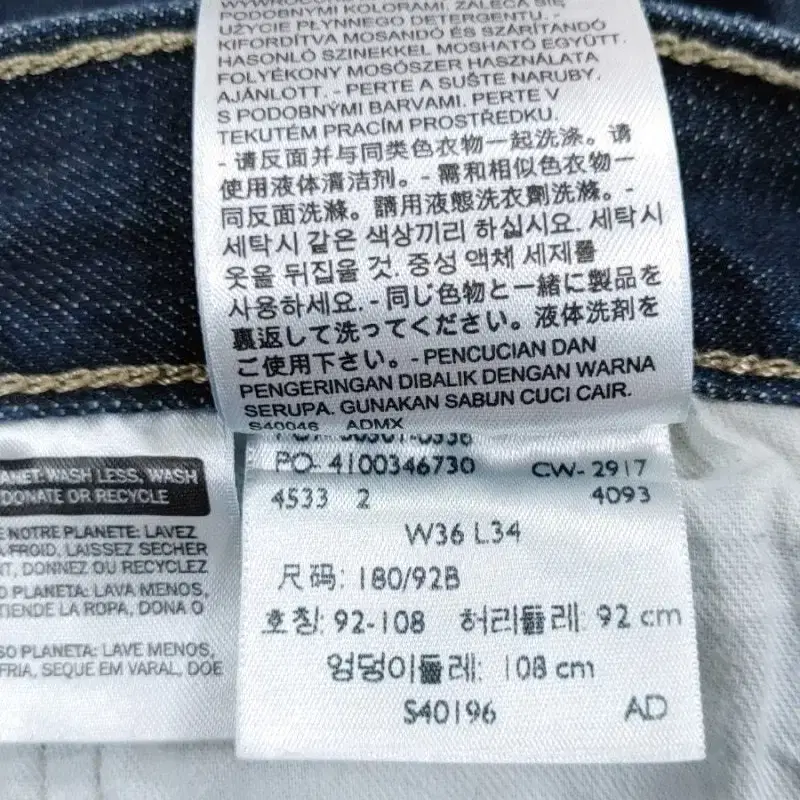 PODOBNYMI KOLORAMI, ZALECA SIĘ
UŻYCIE PŁYNNEGO DETERGENTU. -
KIFORDÍTVA MOSANDÓ ÉS SZÁRÍTANDÓ
HASONLÓ SZINEKKEL MOSHATÓ EGYÜTT.
FOLYÉKONY MOSÓSZER HASZNÁLATA
AJÁNLOTT. - PERTE A SUŠTE NARUBY.
S PODOBNÝMI BARVAMI. PERTE V
TEKUTÉM PRACÍM PROSTŘEDKU.
- 请反面并与同类色衣物一起洗涤。请
使用液体清洁剂。- 需和相似色衣物一
同反面洗滌。請用液態洗衣劑洗滌。-
세탁시 같은 색상끼리 하십시요. 세탁시
옷을 뒤집을 것. 중성 액체 세제를
사용하세요. - 同じ色物と一緒に製品を
裏返して洗ってください。液体洗剤を
ご使用下さい。- PENCUCIAN DAN
PENGERINGAN DIBALIK DENGAN WARNA
SERUPA. GUNAKAN SABUN CUCI CAIR.
S40046 ADMX
PO- 4100346730 CW- 2917
4533 2 4093
W36 L34
尺码: 180/92B
호칭: 92-108 허리둘레: 92 cm
엉덩이둘레: 108 cm
S40196 AD
WASH LESS, WASH
DONATE OR RECYCLE
NOTRE PLANETE: LAVEZ
FROID, LAISSEZ SECHER
DONNEZ OU RECYCLEZ
PLANETA: LAVA MENOS,
TIENDE LA ROPA, DONA O
PLANETA: LAVE MENOS,
FRIA, SEQUE EM VARAL, DOE